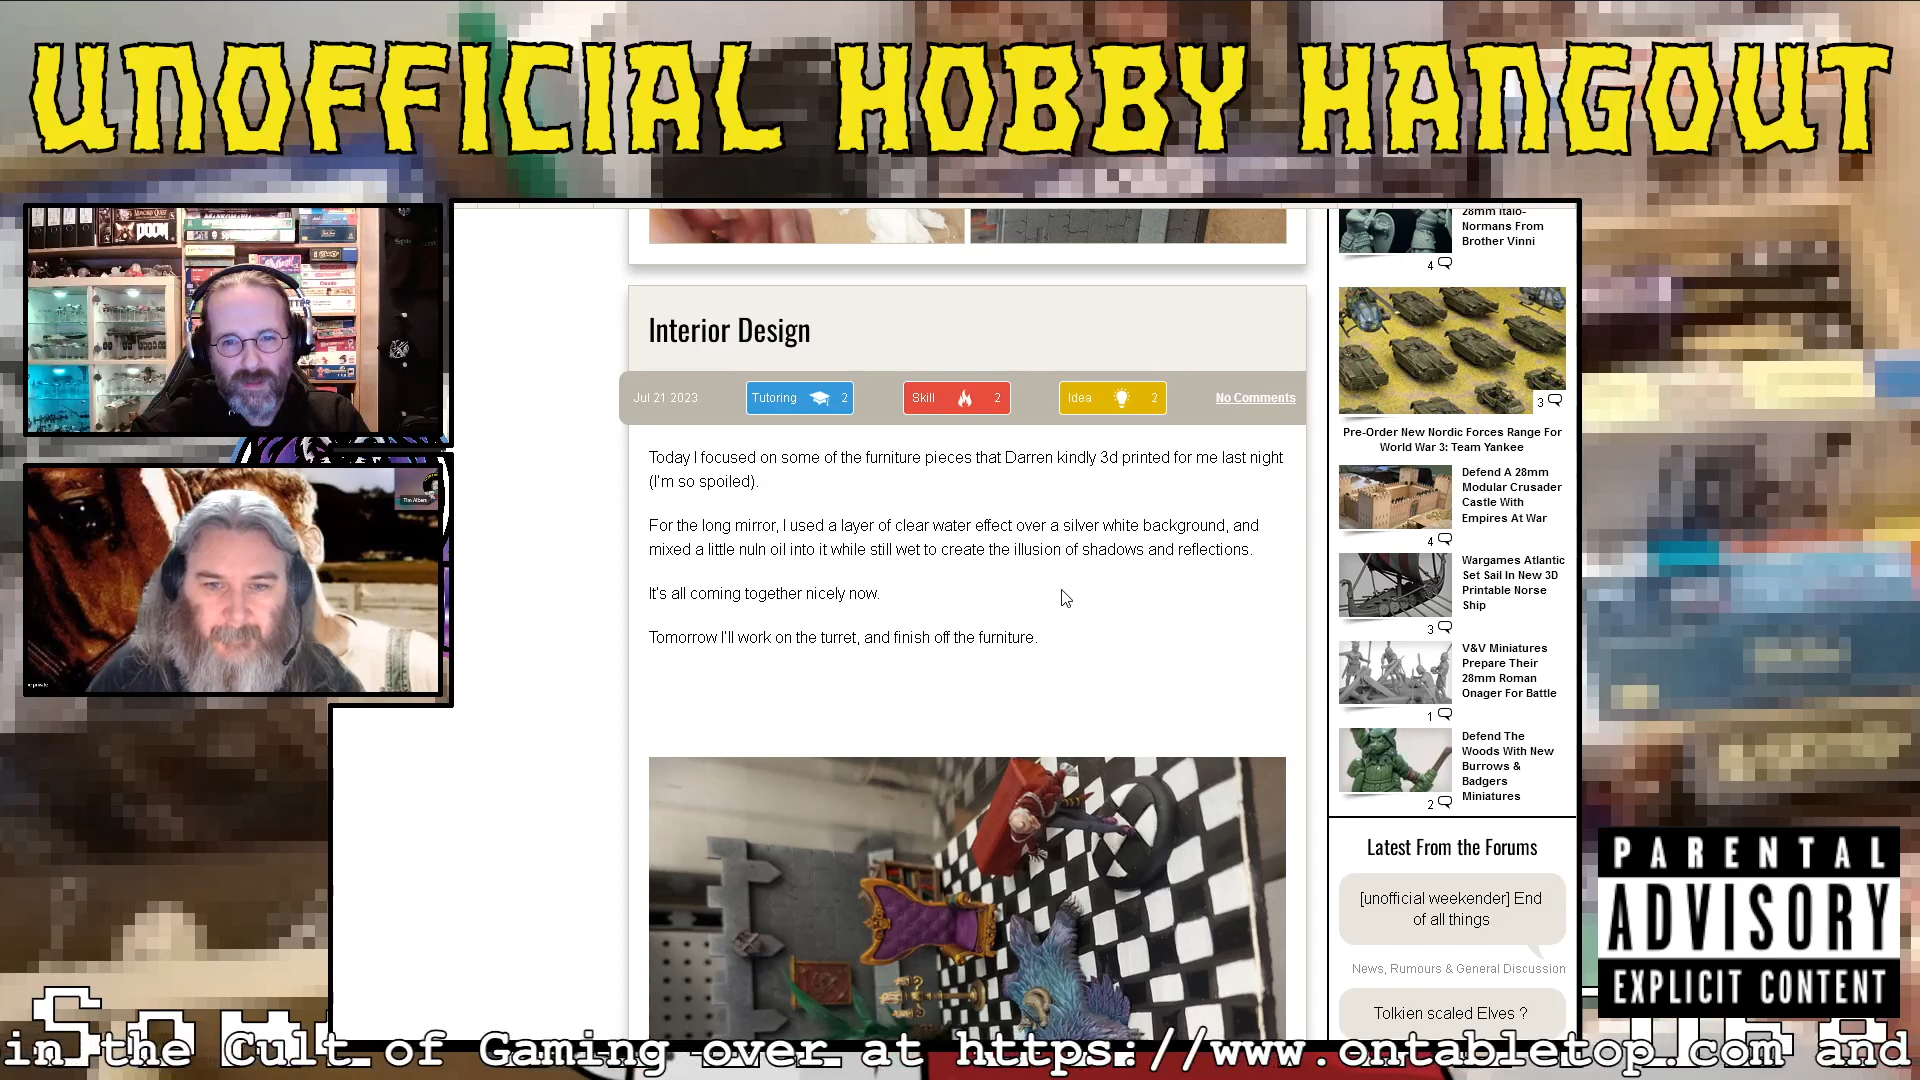 UNOFFICIAL HOBBY HANGOUT
DOOM
Tim Albers
28mm Italo-
Normans From
Brother Vinni
4
Interior Design
Jul 21 2023
Tutoring 2
Skill 2
Idea 2
No Comments
Today I focused on some of the furniture pieces that Darren kindly 3d printed for me last night
(I'm so spoiled).
For the long mirror, I used a layer of clear water effect over a silver white background, and
mixed a little nuln oil into it while still wet to create the illusion of shadows and reflections.
It's all coming together nicely now.
Tomorrow I'll work on the turret, and finish off the furniture.
3
Pre-Order New Nordic Forces Range For
World War 3: Team Yankee
Defend A 28mm
Modular Crusader
Castle With
Empires At War
4
Wargames Atlantic
Set Sail In New 3D
Printable Norse
Ship
3
V&V Miniatures
Prepare Their
28mm Roman
Onager For Battle
1
Defend The
Woods With New
Burrows &
Badgers
Miniatures
2
Latest From the Forums
[unofficial weekender] End
of all things
News, Rumours & General Discussion
Tolkien scaled Elves ?
PARENTAL
ADVISORY
EXPLICIT CONTENT
in the Cult of Gaming over at https://www.ontabletop.com and